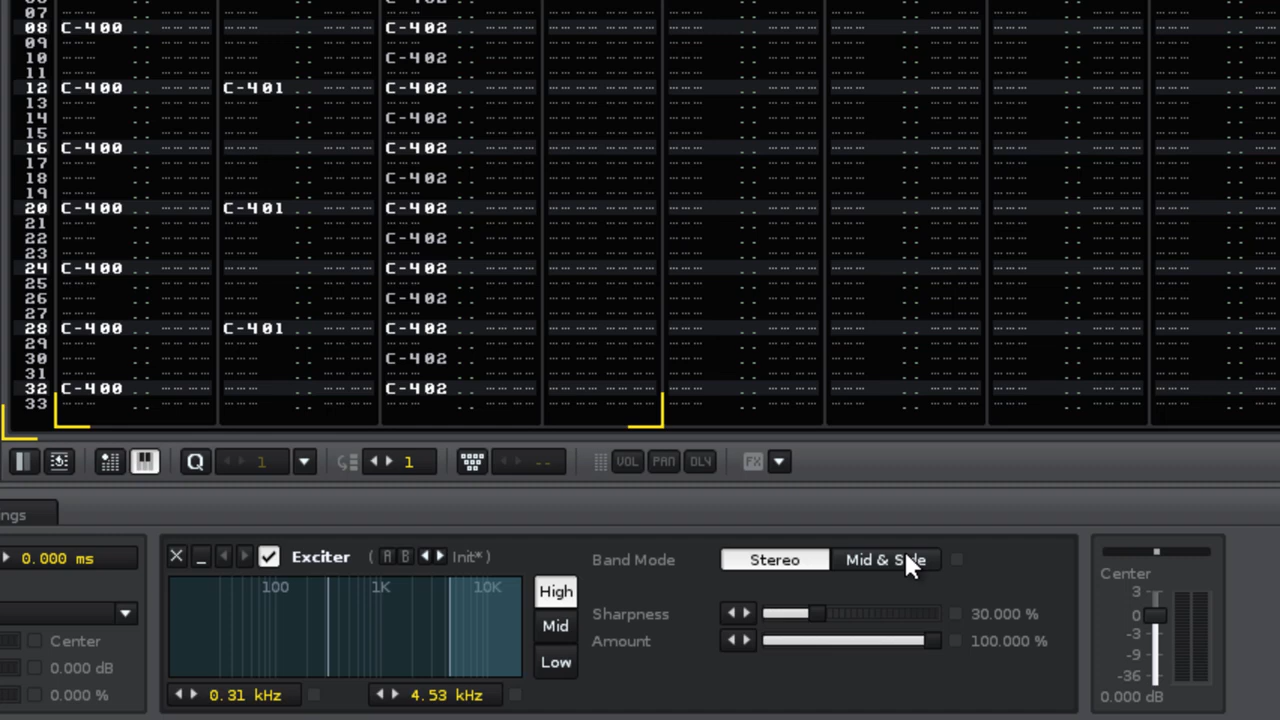 07
08 C-400 C-402
09
10 C-402
11
12 C-400 C-401 C-402
13
14 C-402
15
16 C-400 C-402
17
18 C-402
19
20 C-400 C-401 C-402
21
22 C-402
23
24 C-400 C-402
25
26 C-402
27
28 C-400 C-401 C-402
29
30 C-402
31
32 C-400 C-402
33
Q 1 1 -- VOL PAN DLY FX
ngs
0.000 ms
Center
0.000 dB
0.000 %
Exciter ( A B Init* )
100 1K 10K
High
Mid
Low
0.31 kHz 4.53 kHz
Band Mode Stereo Mid & Side
Sharpness 30.000 %
Amount 100.000 %
Center
3
0
-3
-9
-36
0.000 dB